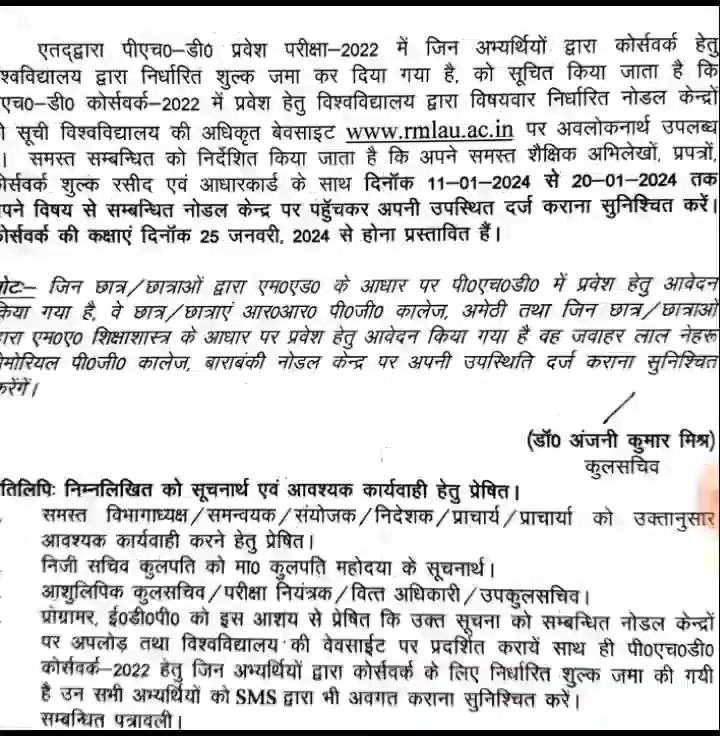 एतद्द्वारा पीएच0–डी0 प्रवेश परीक्षा–2022 में जिन अभ्यर्थियों द्वारा कोर्सवर्क हेतु
श्वविद्यालय द्वारा निर्धारित शुल्क जमा कर दिया गया है, को सूचित किया जाता है कि
एच0–डी0 कोर्सवर्क–2022 में प्रवेश हेतु विश्वविद्यालय द्वारा विषयवार निर्धारित नोडल केन्द्रों
ी सूची विश्वविद्यालय की अधिकृत बेवसाइट www.rmlau.ac.in पर अवलोकनार्थ उपलब्ध
। समस्त सम्बन्धित को निर्देशित किया जाता है कि अपने समस्त शैक्षिक अभिलेखों, प्रपत्रों,
ोर्सवर्क शुल्क रसीद एवं आधारकार्ड के साथ दिनॉक 11–01–2024 से 20–01–2024 तक
पने विषय से सम्बन्धित नोडल केन्द्र पर पहुँचकर अपनी उपस्थित दर्ज कराना सुनिश्चित करें।
ोर्सवर्क की कक्षाएं दिनॉक 25 जनवरी, 2024 से होना प्रस्तावित हैं।
ोटः– जिन छात्र/छात्राओं द्वारा एम0एड0 के आधार पर पी0एच0डी0 में प्रवेश हेतु आवेदन
किया गया है, वे छात्र/छात्राएं आर0आर0 पी0जी0 कालेज, अमेठी तथा जिन छात्र/छात्राओं
ारा एम0ए0 शिक्षाशास्त्र के आधार पर प्रवेश हेतु आवेदन किया गया है वह जवाहर लाल नेहरू
ेमोरियल पी0जी0 कालेज, बाराबंकी नोडल केन्द्र पर अपनी उपस्थिति दर्ज कराना सुनिश्चित
करेंगें।
(डॉ0 अंजनी कुमार मिश्र)
कुलसचिव
तिलिपिः निम्नलिखित को सूचनार्थ एवं आवश्यक कार्यवाही हेतु प्रेषित।
समस्त विभागाध्यक्ष/समन्वयक/संयोजक/निदेशक/प्राचार्य/प्राचार्या को उक्तानुसार
आवश्यक कार्यवाही करने हेतु प्रेषित।
निजी सचिव कुलपति को मा0 कुलपति महोदया के सूचनार्थ।
आशुलिपिक कुलसचिव/परीक्षा नियंत्रक/वित्त अधिकारी/उपकुलसचिव।
प्रोग्रामर, ई0डी0पी0 को इस आशय से प्रेषित कि उक्त सूचना को सम्बन्धित नोडल केन्द्रों
पर अपलोड़ तथा विश्वविद्यालय की वेवसाईट पर प्रदर्शित करायें साथ ही पी0एच0डी0
कोर्सवर्क–2022 हेतु जिन अभ्यर्थियों द्वारा कोर्सवर्क के लिए निर्धारित शुल्क जमा की गयी
है उन सभी अभ्यर्थियों को SMS द्वारा भी अवगत कराना सुनिश्चित करें।
सम्बन्धित पत्रावली।